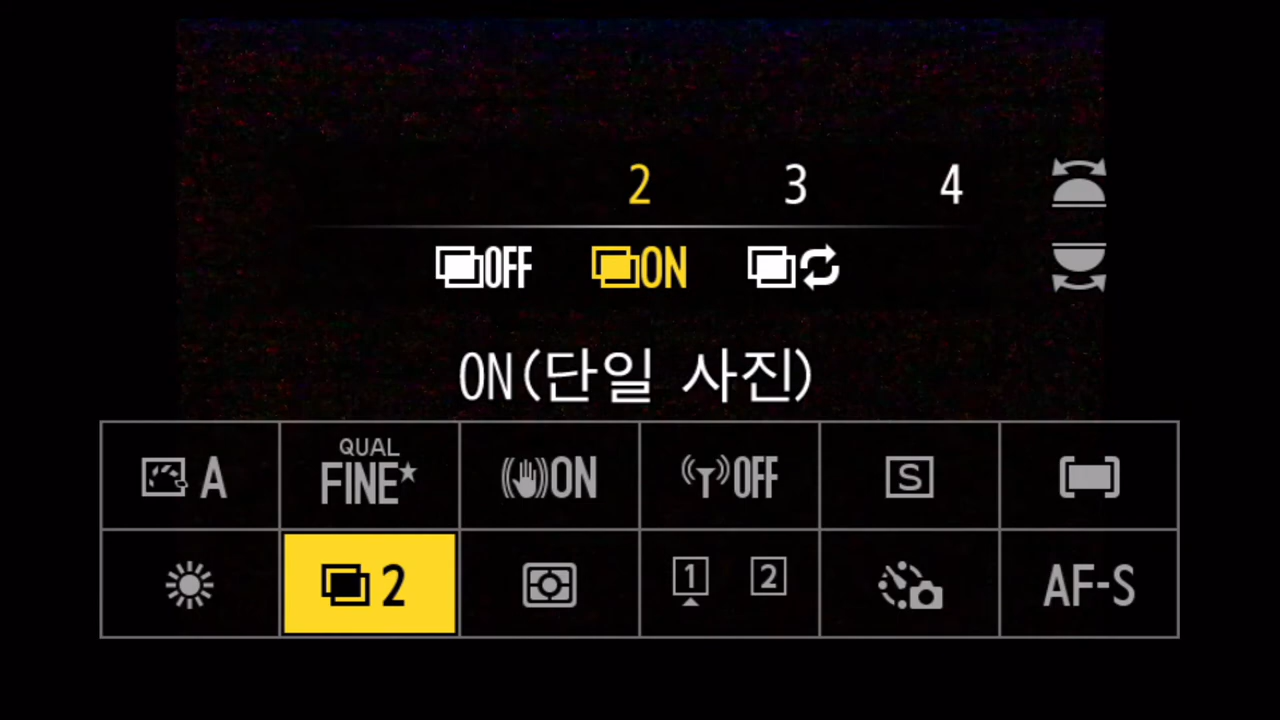 2 3 4
OFF ON
ON(단일 사진)
A QUAL FINE★ ON OFF S
2 1 2 AF-S